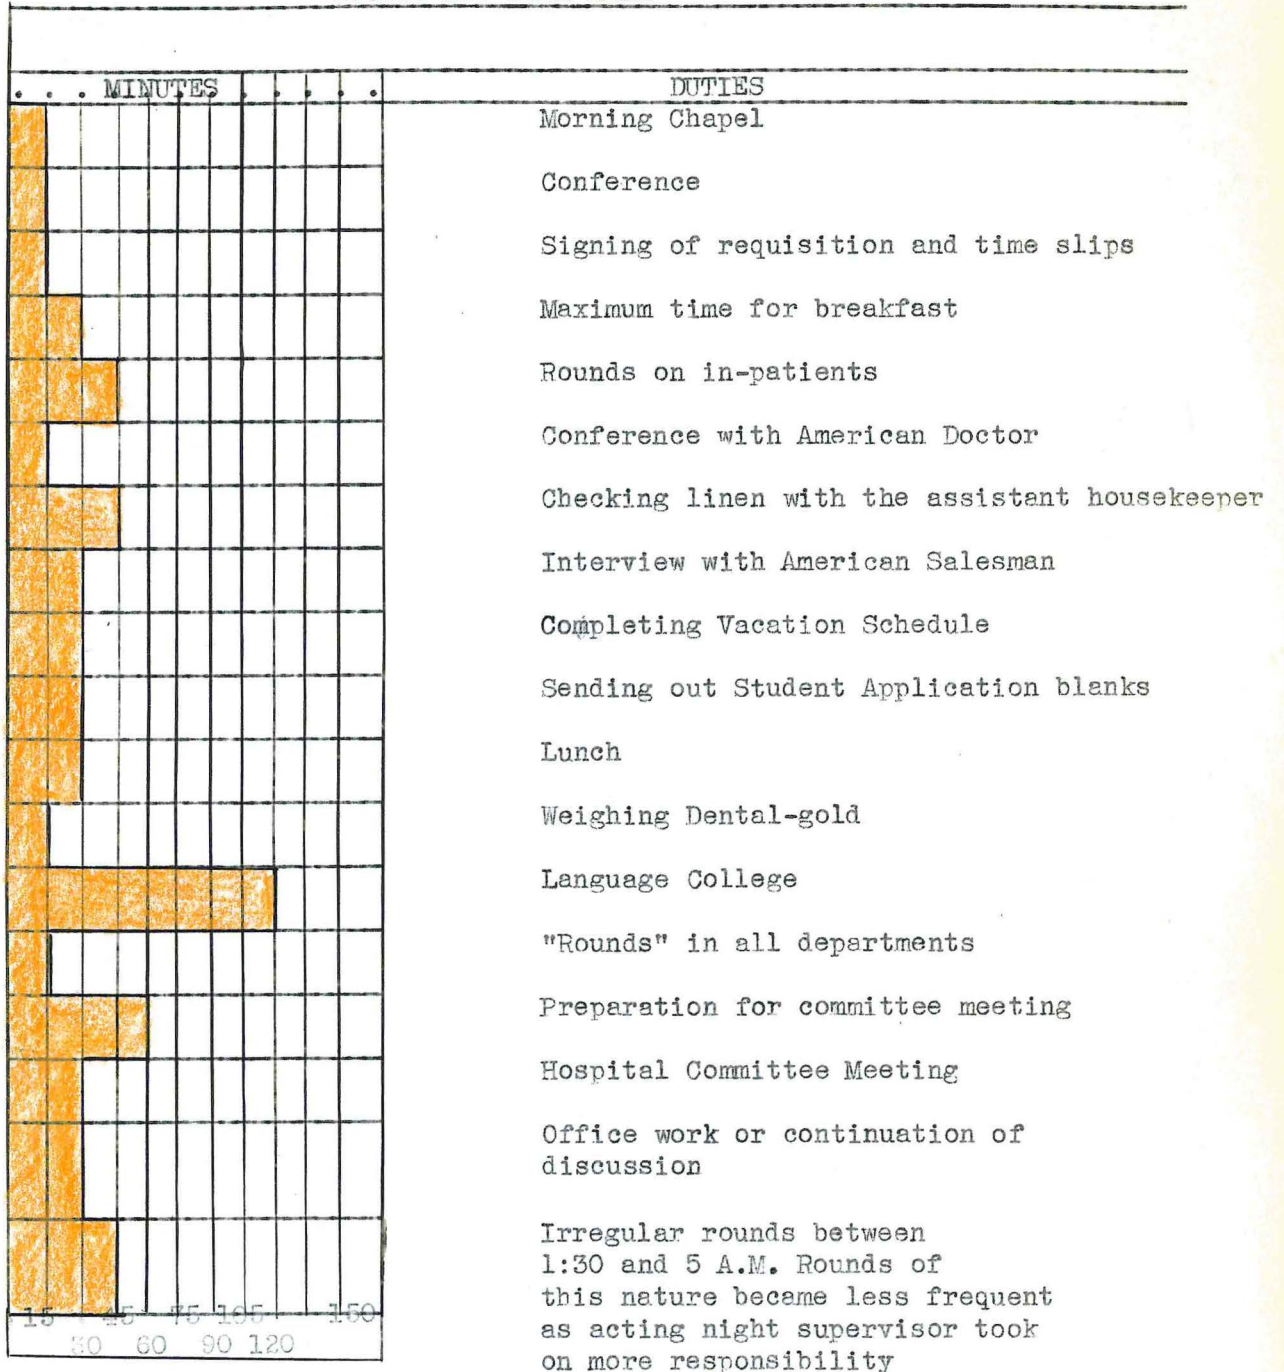 MINUTES DUTIES
Morning Chapel
Conference
Signing of requisition and time slips
Maximum time for breakfast
Rounds on in-patients
Conference with American Doctor
Checking linen with the assistant housekeeper
Interview with American Salesman
Completing Vacation Schedule
Sending out Student Application blanks
Lunch
Weighing Dental-gold
Language College
"Rounds" in all departments
Preparation for committee meeting
Hospital Committee Meeting
Office work or continuation of
discussion
Irregular rounds between
1:30 and 5 A.M. Rounds of
this nature became less frequent
as acting night supervisor took
on more responsibility
15 45 75 105 150
30 60 90 120